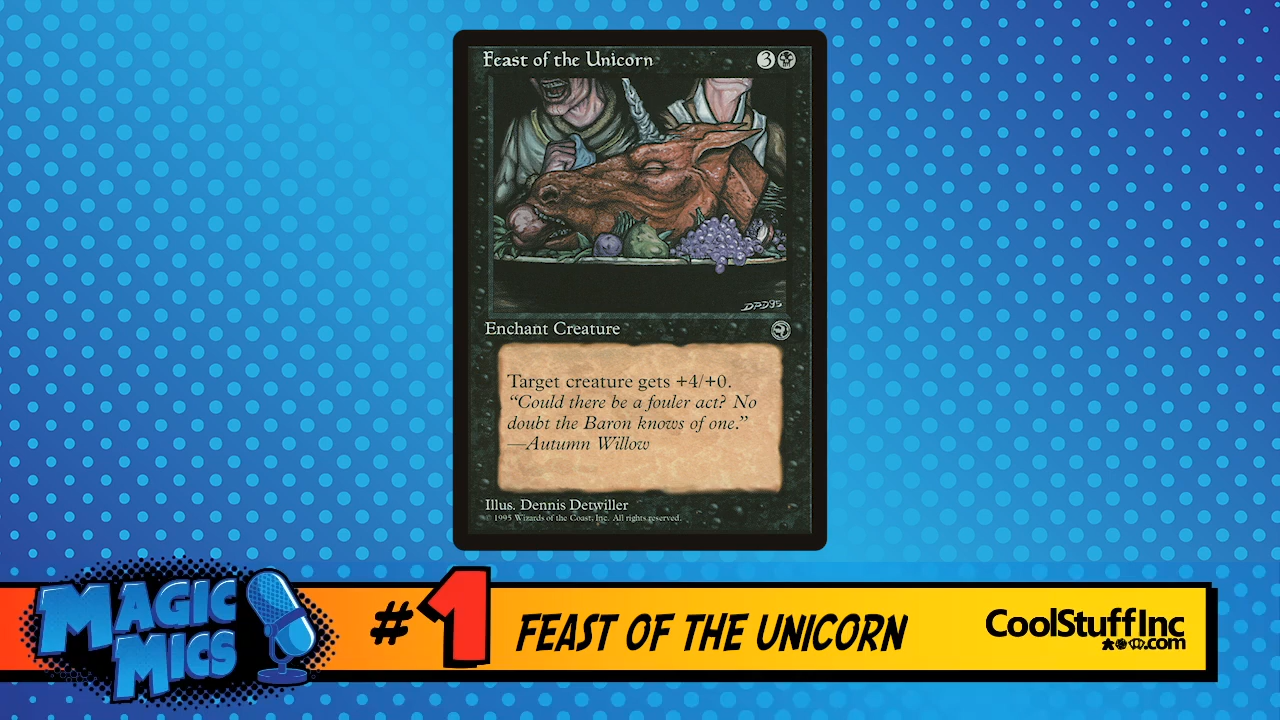 Feast of the Unicorn 3
DPD95
Enchant Creature
Target creature gets +4/+0.
“Could there be a fouler act? No
doubt the Baron knows of one.”
—Autumn Willow
Illus. Dennis Detwiller
© 1995 Wizards of the Coast, Inc. All rights reserved.
MAGIC
MICS
#1 FEAST OF THE UNICORN
CoolStuffInc
.com